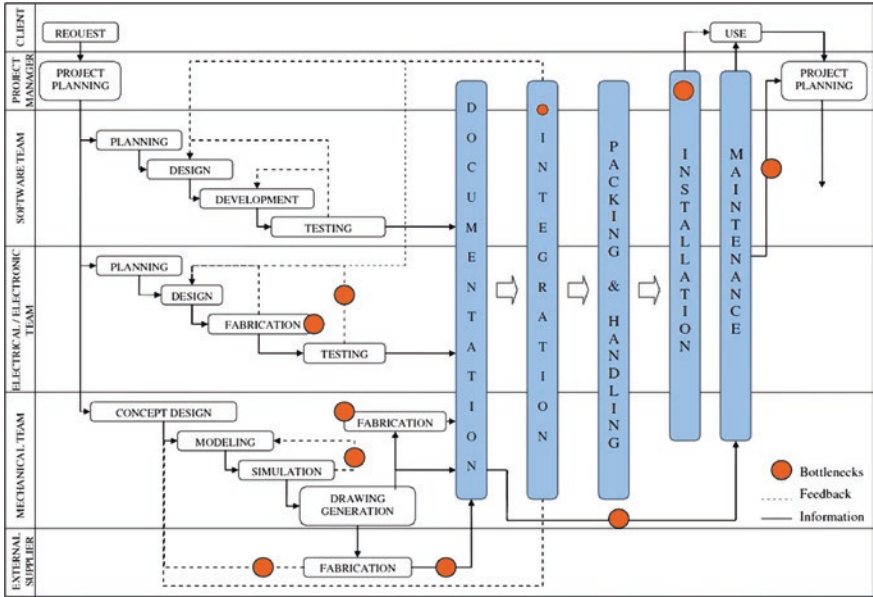 CLIENT
REQUEST
USE
PROJECT
MANAGER
PROJECT
PLANNING
PROJECT
PLANNING
SOFTWARE TEAM
PLANNING
DESIGN
DEVELOPMENT
TESTING
ELECTRICAL / ELECTRONIC
TEAM
PLANNING
DESIGN
FABRICATION
TESTING
MECHANICAL TEAM
CONCEPT DESIGN
MODELING
SIMULATION
DRAWING
GENERATION
FABRICATION
EXTERNAL
SUPPLIER
FABRICATION
DOCUMENTATION
INTEGRATION
PACKING & HANDLING
INSTALLATION
MAINTENANCE
Bottlenecks
Feedback
Information